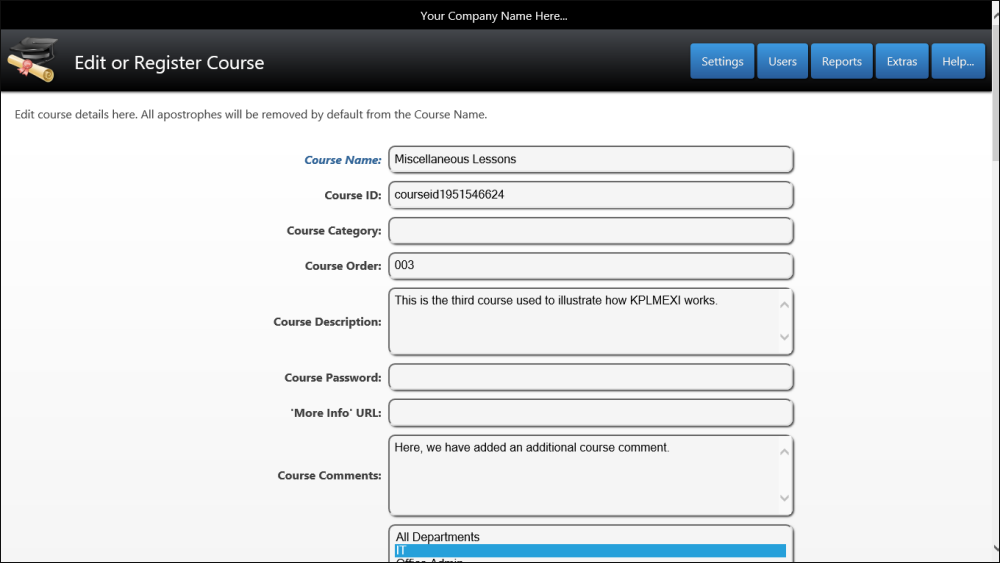 Your Company Name Here...
Edit or Register Course
Settings
Users
Reports
Extras
Help...
Edit course details here. All apostrophes will be removed by default from the Course Name.
Course Name: Miscellaneous Lessons
Course ID: courseid1951546624
Course Category:
Course Order: 003
Course Description: This is the third course used to illustrate how KPLMEXI works.
Course Password:
'More Info' URL:
Course Comments: Here, we have added an additional course comment.
All Departments
IT
Office Admin